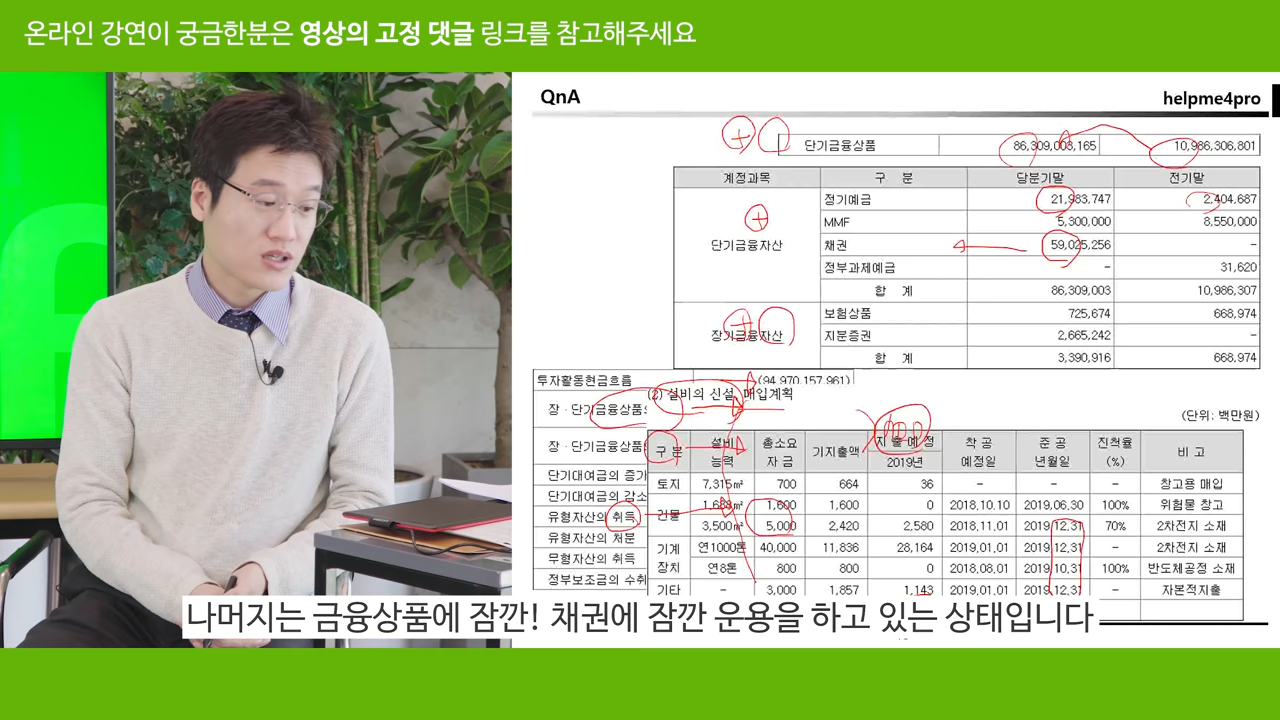 온라인 강연이 궁금한분은 영상의 고정 댓글 링크를 참고해주세요
QnA
helpme4pro
단기금융상품 86,309,003,165 10,986,306,801
계정과목 구 분 당분기말 전기말
단기금융자산
정기예금 21,983,747 2,404,687
MMF 5,300,000 8,550,000
채권 59,025,256 -
정부과제예금 - 31,620
합 계 86,309,003 10,986,307
장기금융자산
보험상품 725,674 668,974
지분증권 2,665,242 -
합 계 3,390,916 668,974
투자활동현금흐름 (94,970,157,961)
(2) 설비의 신설, 매입계획
장·단기금융상품의
(단위: 백만원)
장·단기금융상품
단기대여금의 증가
단기대여금의 감소
유형자산의 취득
유형자산의 처분
무형자산의 취득
정부보조금의 수취
구 분 설비 능력 총소요 자 금 기지출액 지 출 예 정 2019년 착 공 예정일 준 공 년월일 진척율 (%) 비 고
토지 7,315㎡ 700 664 36 - - - 창고용 매입
건물 1,600 1,600 0 2018.10.10 2019.06.30 100% 위험물 창고
3,500㎡ 5,000 2,420 2,580 2018.11.01 2019.12.31 70% 2차전지 소재
기계 연1000톤 40,000 11,836 28,164 2019.01.01 2019.12.31 - 2차전지 소재
장치 연8톤 800 800 0 2018.08.01 2019.10.31 100% 반도체공정 소재
기타 - 3,000 1,857 1,143 2019.01.01 2019.12.31 - 자본적지출
나머지는 금융상품에 잠깐! 채권에 잠깐 운용을 하고 있는 상태입니다